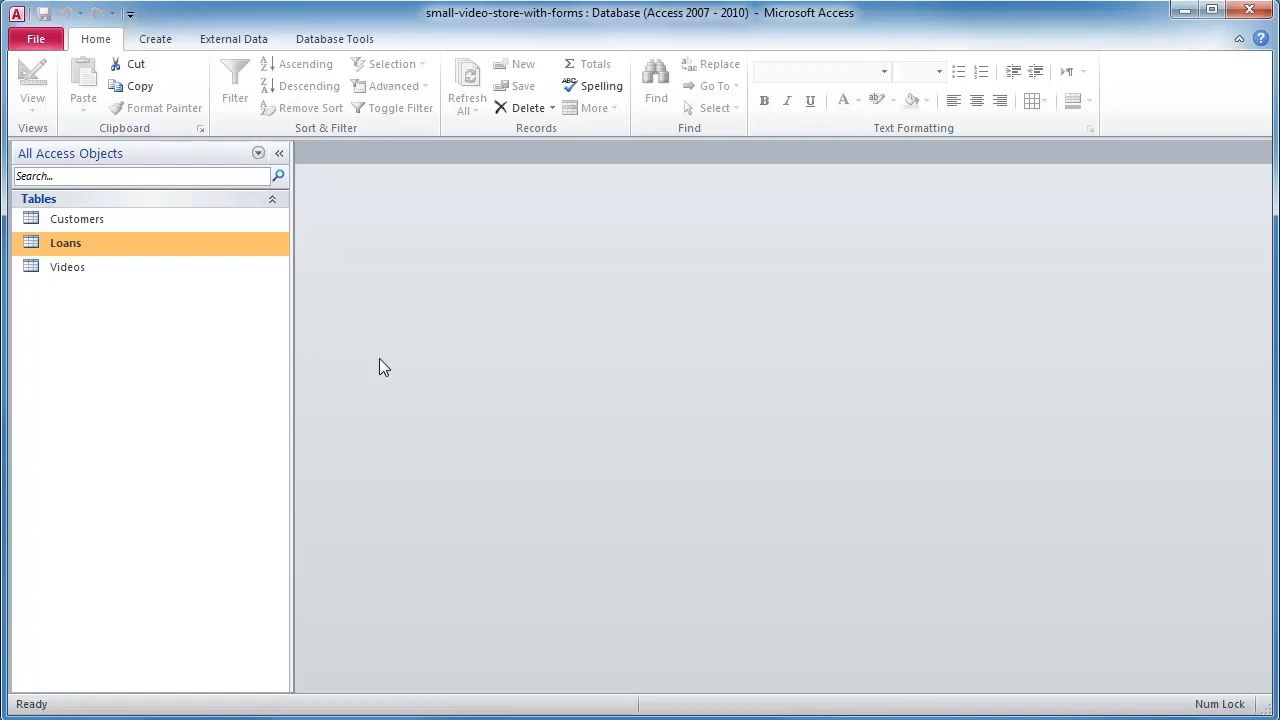 small-video-store-with-forms : Database (Access 2007 - 2010) - Microsoft Access
File Home Create External Data Database Tools
View
Views
Paste
Cut
Copy
Format Painter
Clipboard
Filter
Ascending
Descending
Remove Sort
Selection
Advanced
Toggle Filter
Sort & Filter
Refresh
All
New
Save
Delete
Totals
Spelling
More
Records
Find
Replace
Go To
Select
Find
B I U A
Text Formatting
All Access Objects
Search...
Tables
Customers
Loans
Videos
Ready
Num Lock